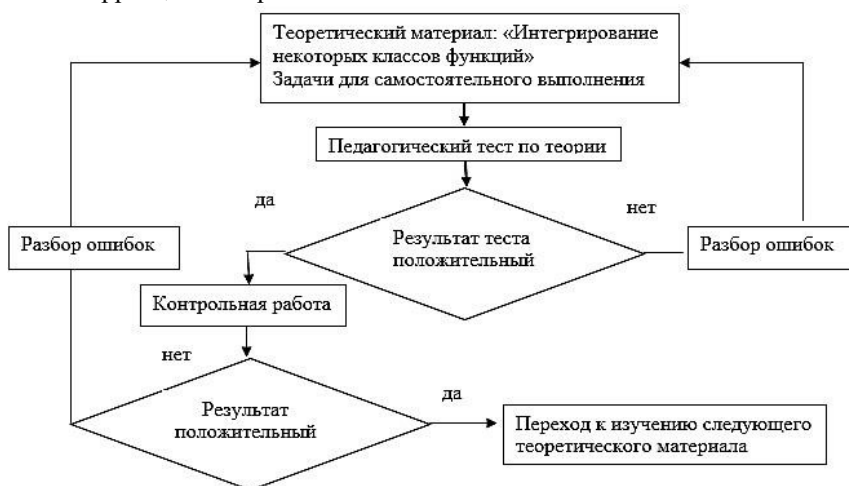 Теоретический материал: «Интегрирование
некоторых классов функций»
Задачи для самостоятельного выполнения
Педагогический тест по теории
да
нет
Разбор ошибок
Результат теста
положительный
Разбор ошибок
Контрольная работа
нет
да
Результат
положительный
Переход к изучению следующего
теоретического материала